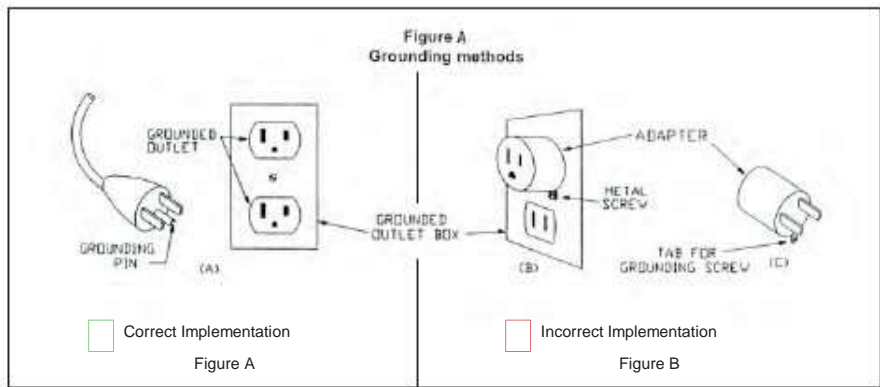 Figure A
Grounding methods
GROUNDED
OUTLET
GROUNDING
PIN
(A)
GROUNDED
OUTLET BOX
ADAPTER
METAL
SCREW
(B)
TAB FOR
GROUNDING SCREW
(C)
Correct Implementation
Figure A
Incorrect Implementation
Figure B